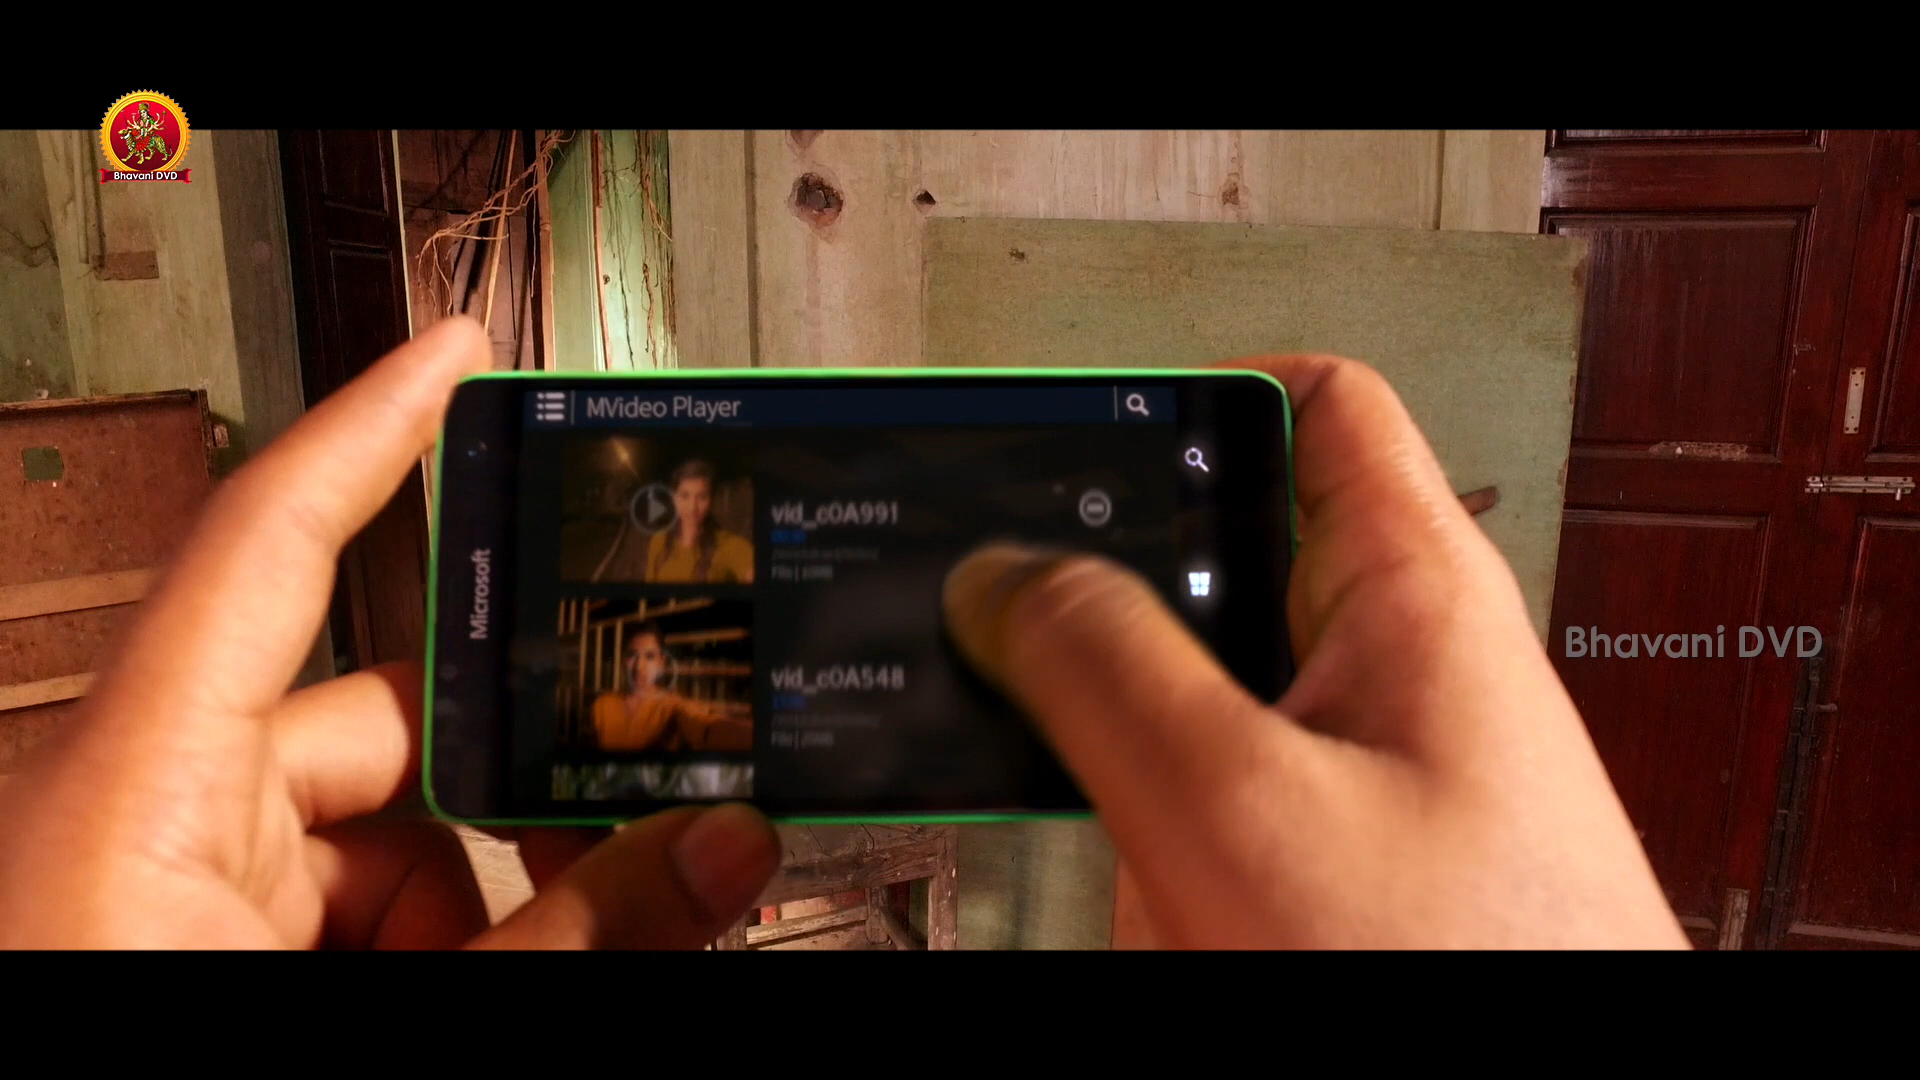 Bhavani DVD
MVideo Player
vid_c0A991
Microsoft
Bhavani DVD
vid_c0A548